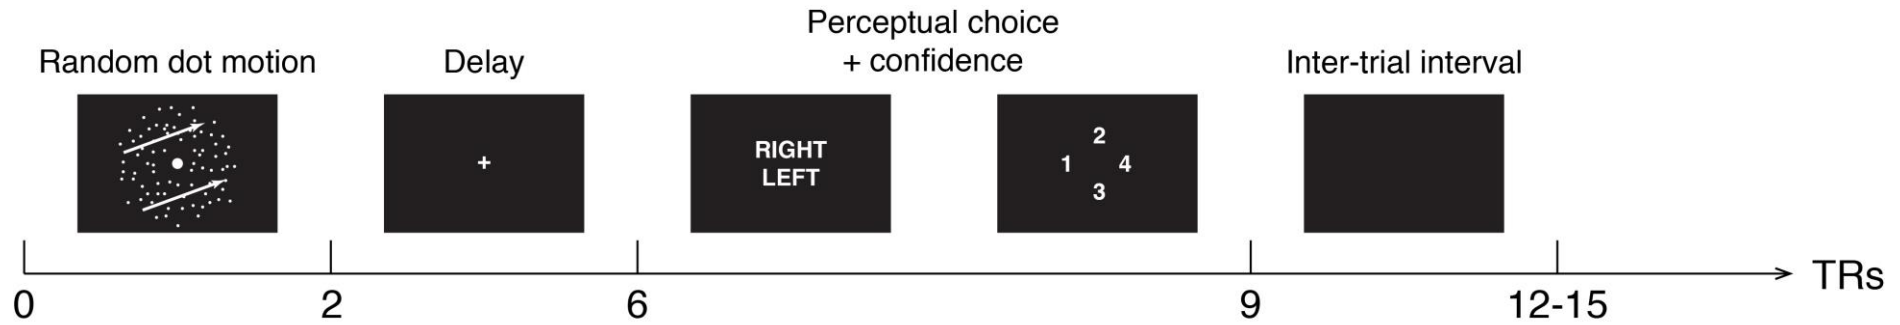 Random dot motion
Delay
Perceptual choice
+ confidence
Inter-trial interval
+
RIGHT
LEFT
2
1 4
3
0 2 6 9 12-15 TRs